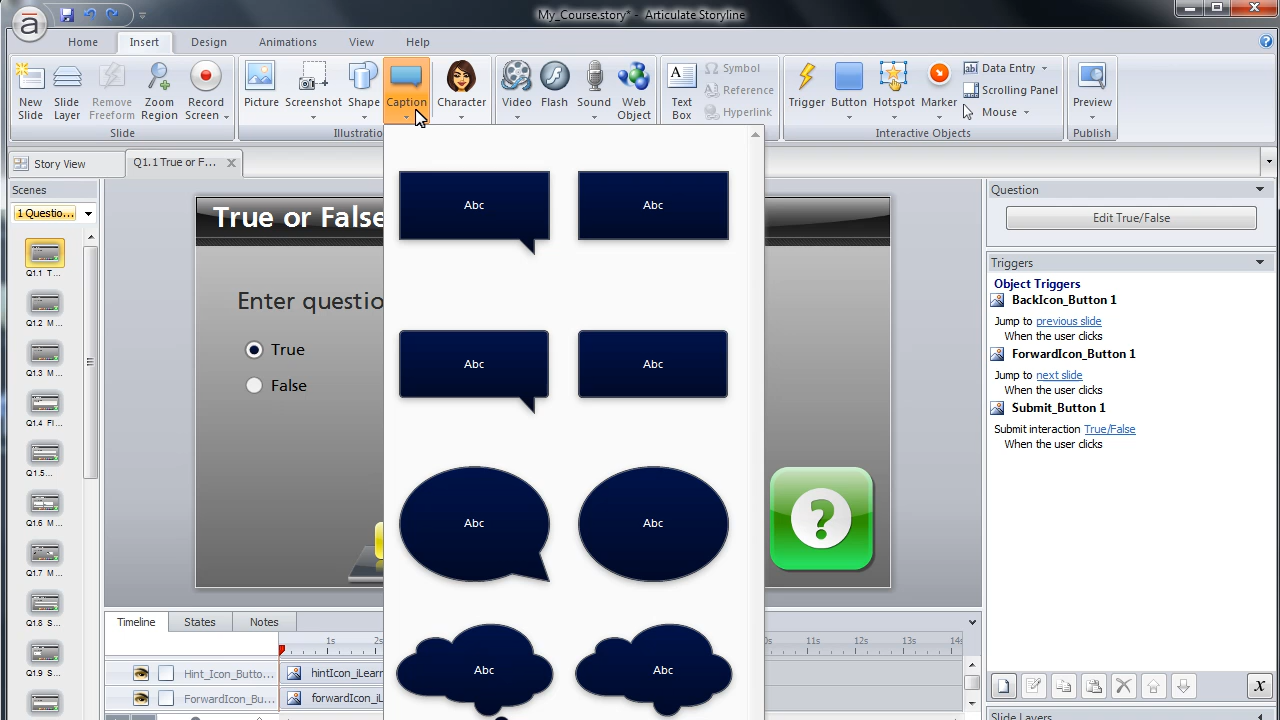 My_Course.story* - Articulate Storyline
Home Insert Design Animations View Help
New Slide
Slide Layer
Remove Freeform
Zoom Region
Record Screen
Slide
Picture
Screenshot
Shape
Caption
Character
Video
Flash
Sound
Web Object
Text Box
Symbol
Reference
Hyperlink
Trigger
Button
Hotspot
Marker
Data Entry
Scrolling Panel
Mouse
Interactive Objects
Preview
Publish
Story View
Q1.1 True or F...
Scenes
1 Questio...
Q1.1 T...
Q1.2 M...
Q1.3 M...
Q1.4 Fi...
Q1.5...
Q1.6 M...
Q1.7 M...
Q1.8 S...
Q1.9 S...
True or False
Enter questio
True
False
Abc Abc
Abc Abc
Abc Abc
Abc Abc
?
Question
Edit True/False
Triggers
Object Triggers
BackIcon_Button 1
Jump to previous slide
When the user clicks
ForwardIcon_Button 1
Jump to next slide
When the user clicks
Submit_Button 1
Submit interaction True/False
When the user clicks
Timeline States Notes
1s 11s 12s 13s
Hint_Icon_Butto... hintIcon_iLearn
ForwardIcon_Bu... forwardIcon_iL
x
Slide Layers